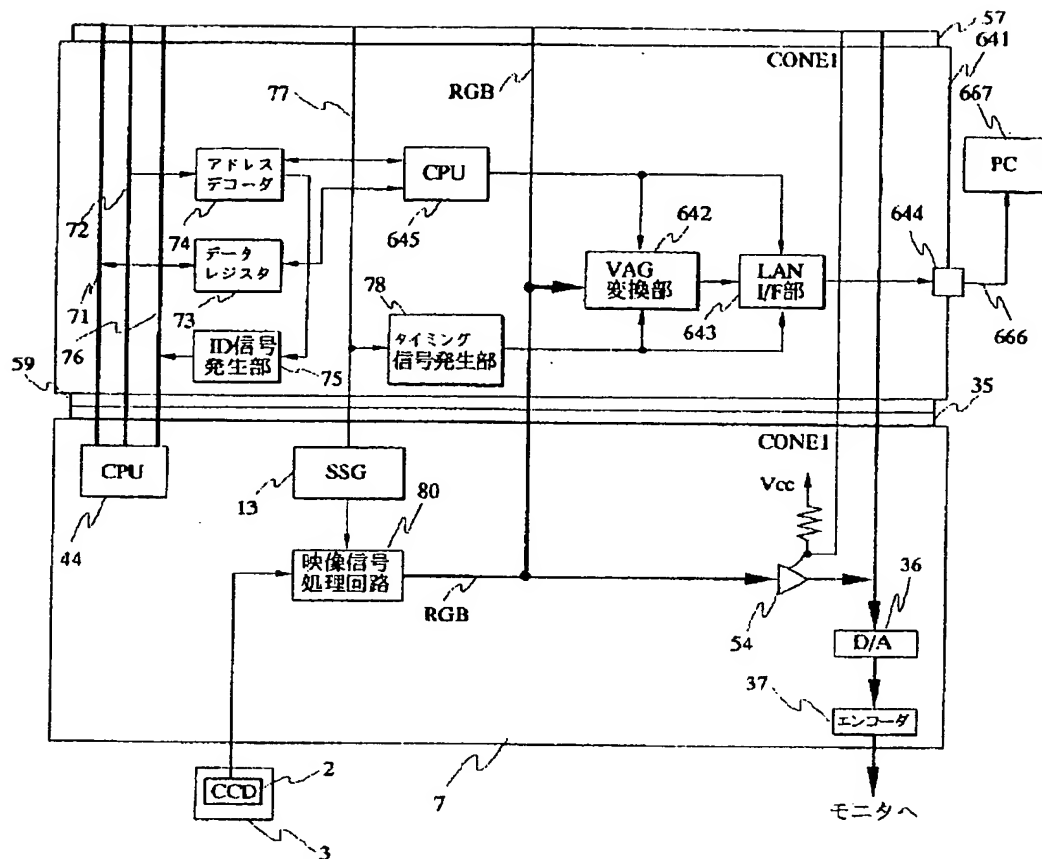 57
CONE1
641
77
RGB
667
PC
アドレス
デコーダ
CPU
72
74
645
642
644
データ
レジスタ
78
VAG
変換部
LAN
I/F部
71
73
タイミング
信号発生部
643
666
76
ID信号
発生部
75
59
35
CONE1
CPU
SSG
Vcc
13
80
44
映像信号
処理回路
RGB
54
36
D/A
37
エンコーダ
2
CCD
7
モニタへ
3